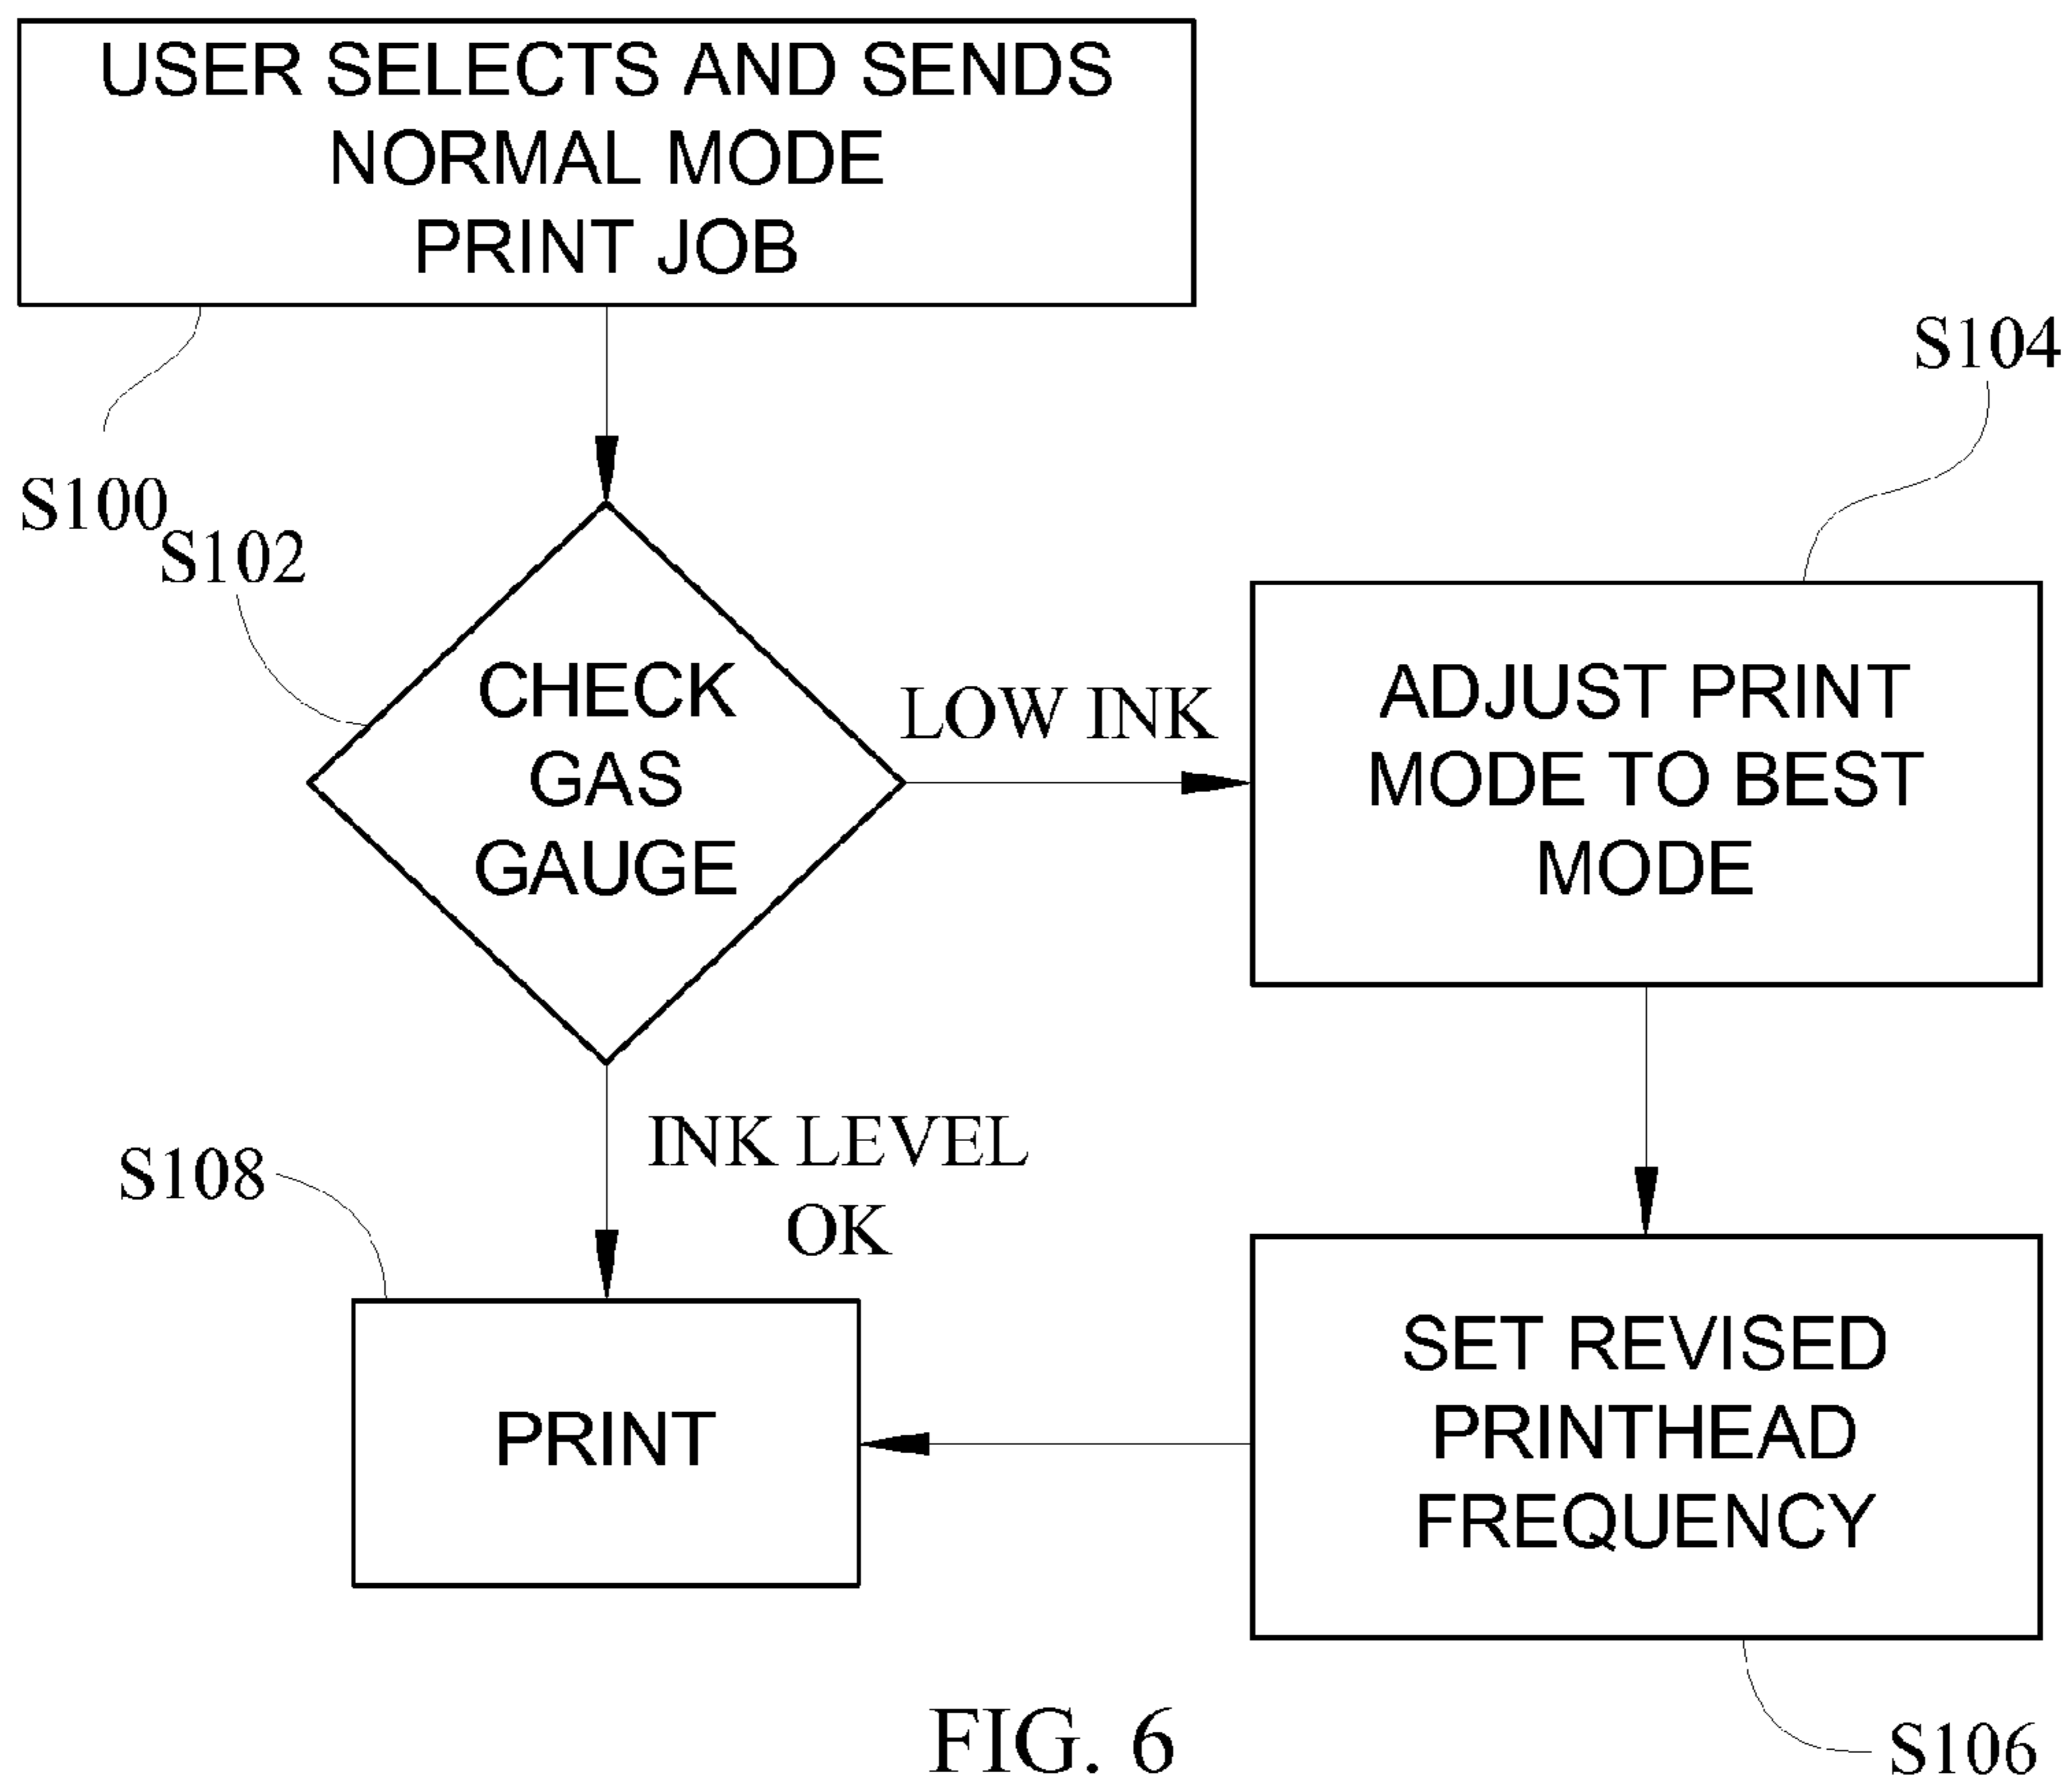 USER SELECTS AND SENDS
NORMAL MODE
PRINT JOB
S104
S100
S102
CHECK
GAS
GAUGE
LOW INK
ADJUST PRINT
MODE TO BEST
MODE
INK LEVEL
OK
S108
PRINT
SET REVISED
PRINTHEAD
FREQUENCY
S106
FIG. 6